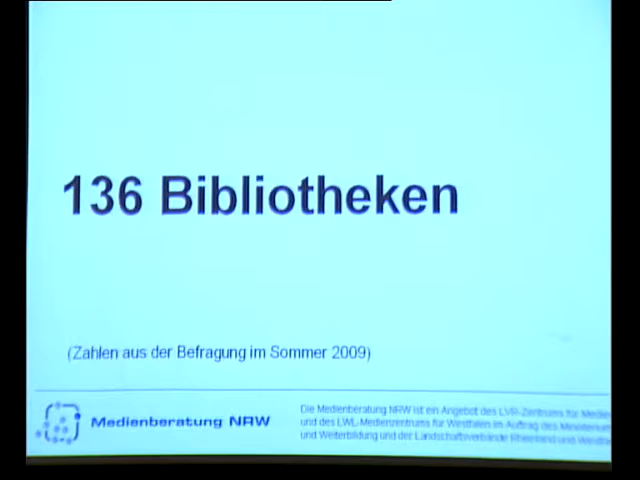 136 Bibliotheken
(Zahlen aus der Befragung im Sommer 2009)
Medienberatung NRW
Die Medienberatung NRW ist ein Angebot des LVR-Zentrums für
und des LWL-Medienzentrums für Westfalen im Auftrag des
und Weiterbildung und der Landschaftsverbände Rheinland und